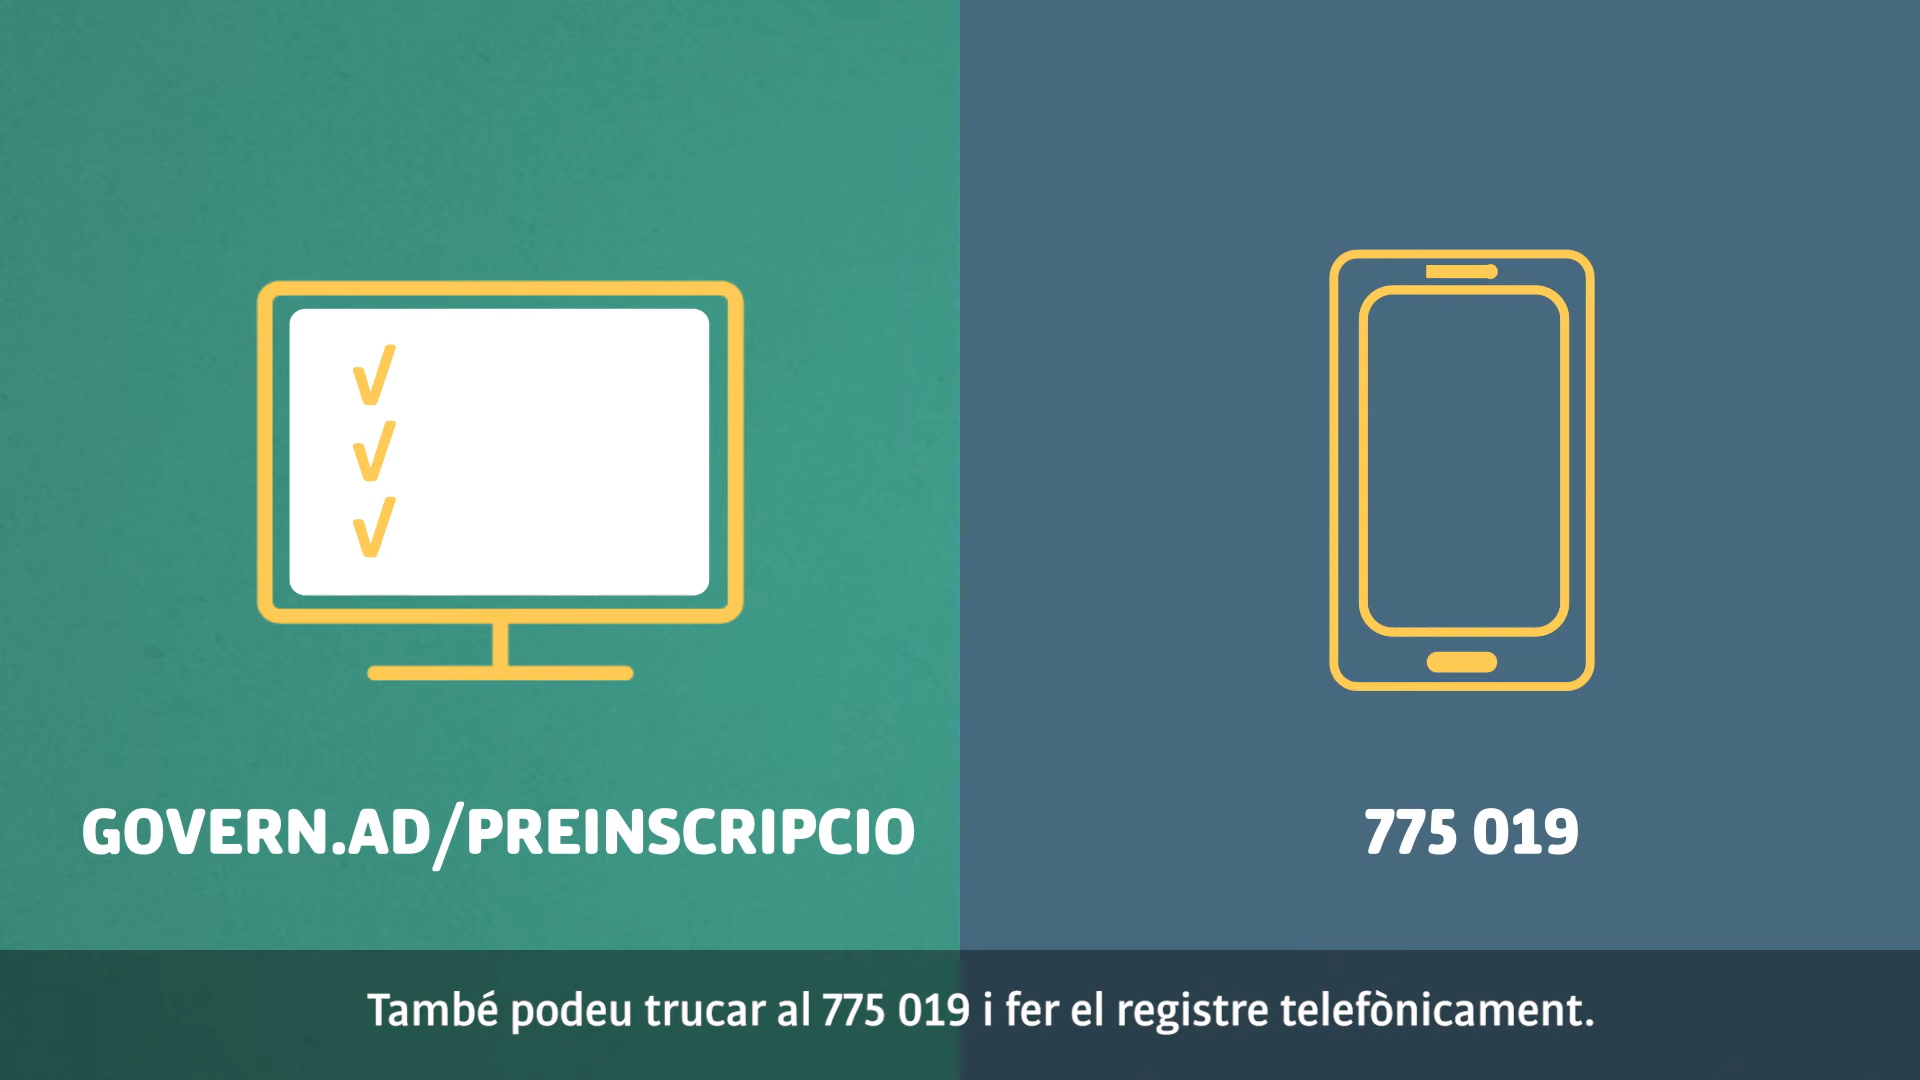 GOVERN.AD/PREINSCRIPCIO
775 019
També podeu trucar al 775 019 i fer el registre telefònicament.